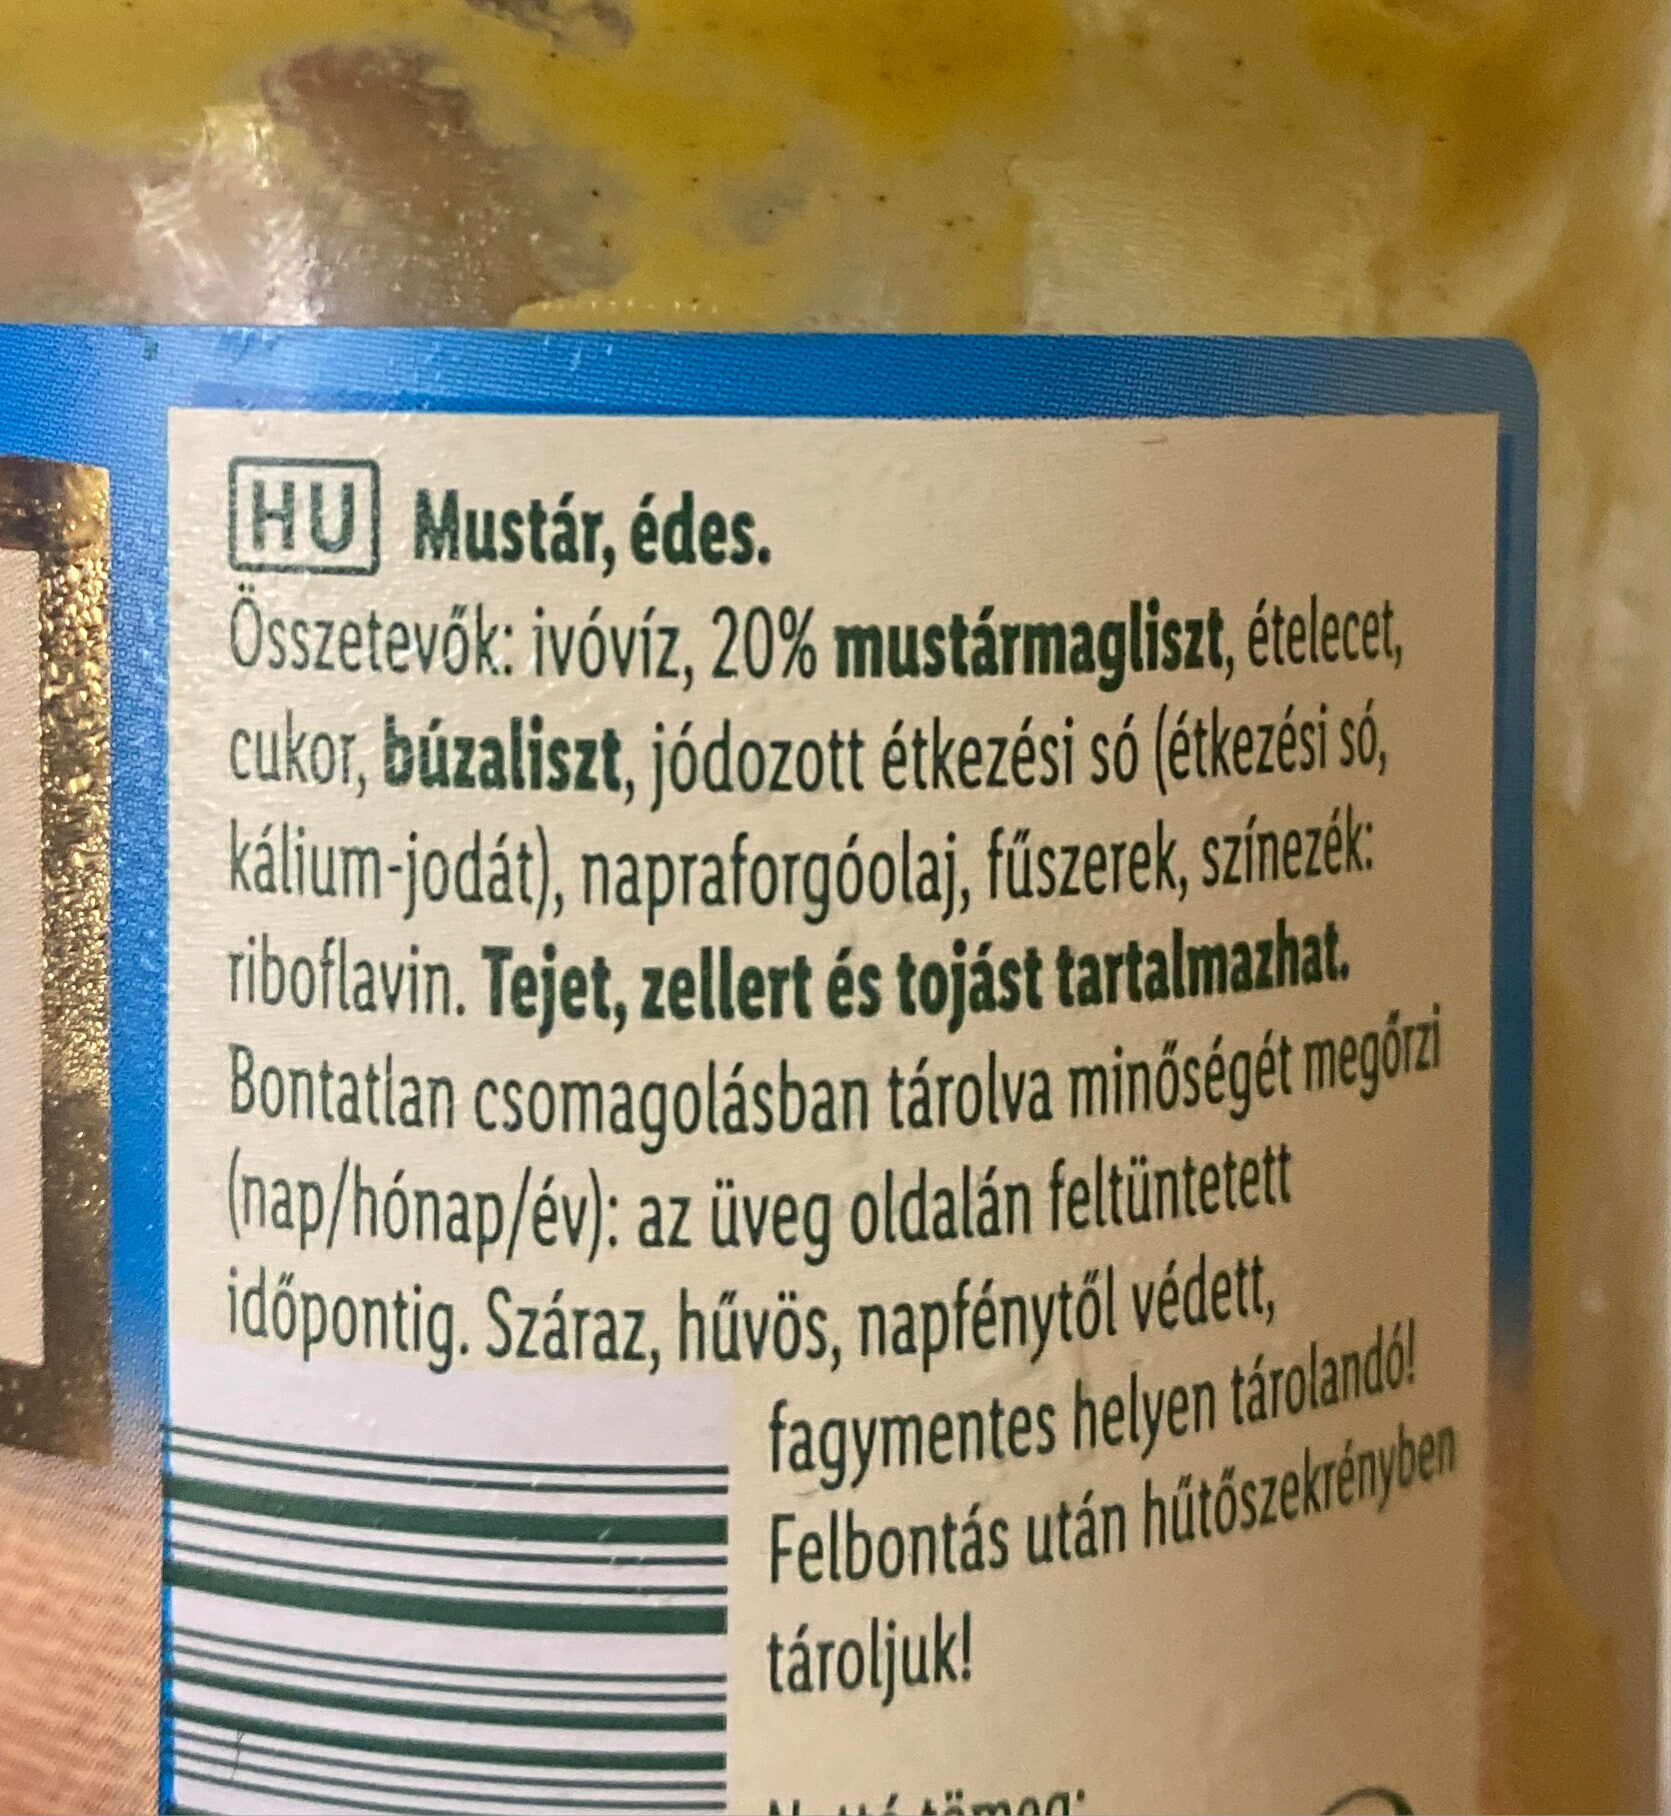 HU Mustár, édes.
Összetevők: ivóvíz, 20% mustármagliszt, ételecet,
cukor, búzaliszt, jódozott étkezési só (étkezési só,
kálium-jodát), napraforgóolaj, fűszerek, színezék:
riboflavin. Tejet, zellert és tojást tartalmazhat.
Bontatlan csomagolásban tárolva minőségét megőrzi
(nap/hónap/év): az üveg oldalán feltüntetett
időpontig. Száraz, hűvös, napfénytől védett,
fagymentes helyen tárolandó!
Felbontás után hűtőszekrényben
tároljuk!